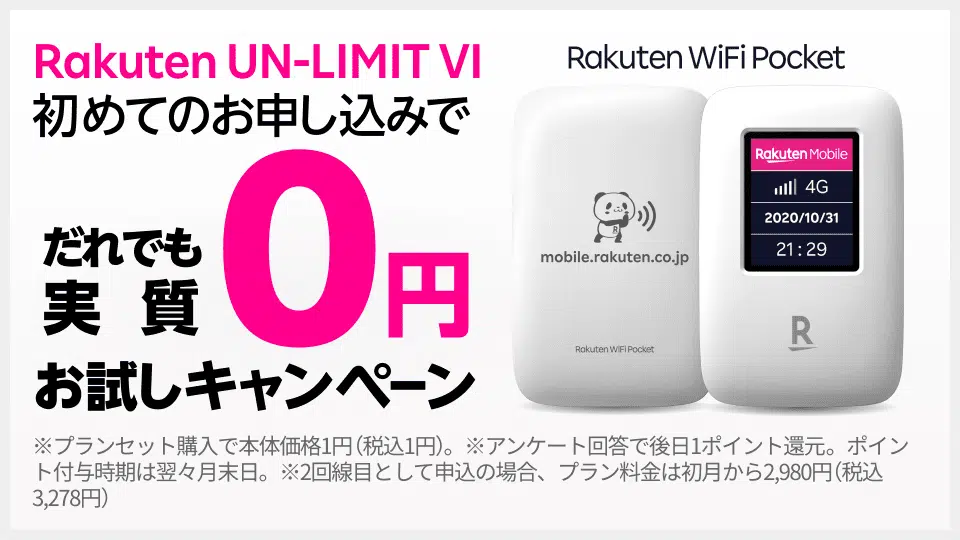 Rakuten UN-LIMIT VI
初めてのお申し込みで
だれでも
実質
0円
お試しキャンペーン
Rakuten WiFi Pocket
mobile.rakuten.co.jp
Rakuten WiFi Pocket
Rakuten Mobile
4G
2020/10/31
21:29
R
R
※プランセット購入で本体価格1円（税込1円）。※アンケート回答で後日1ポイント還元。ポイン
ト付与時期は翌々月末日。※2回線目として申込の場合、プラン料金は初月から2,980円（税込
3,278円）